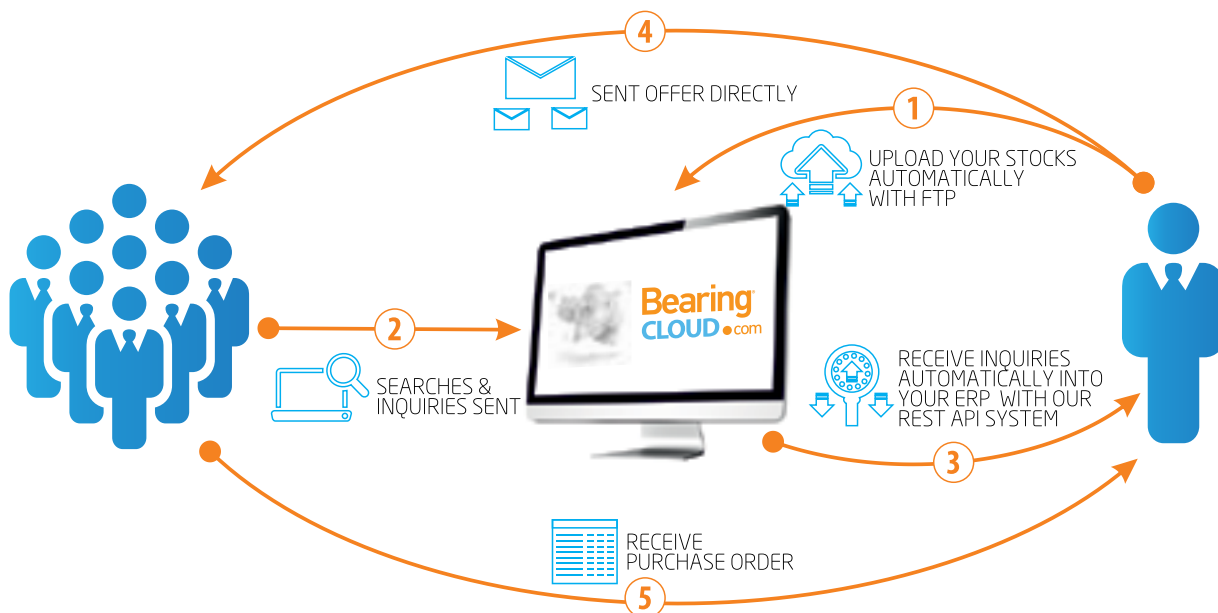 4
SENT OFFER DIRECTLY
1
UPLOAD YOUR STOCKS
AUTOMATICALLY
WITH FTP
Bearing
CLOUD.com
2
SEARCHES &
INQUIRIES SENT
RECEIVE INQUIRIES
AUTOMATICALLY INTO
YOUR ERP WITH OUR
REST API SYSTEM
3
RECEIVE
PURCHASE ORDER
5